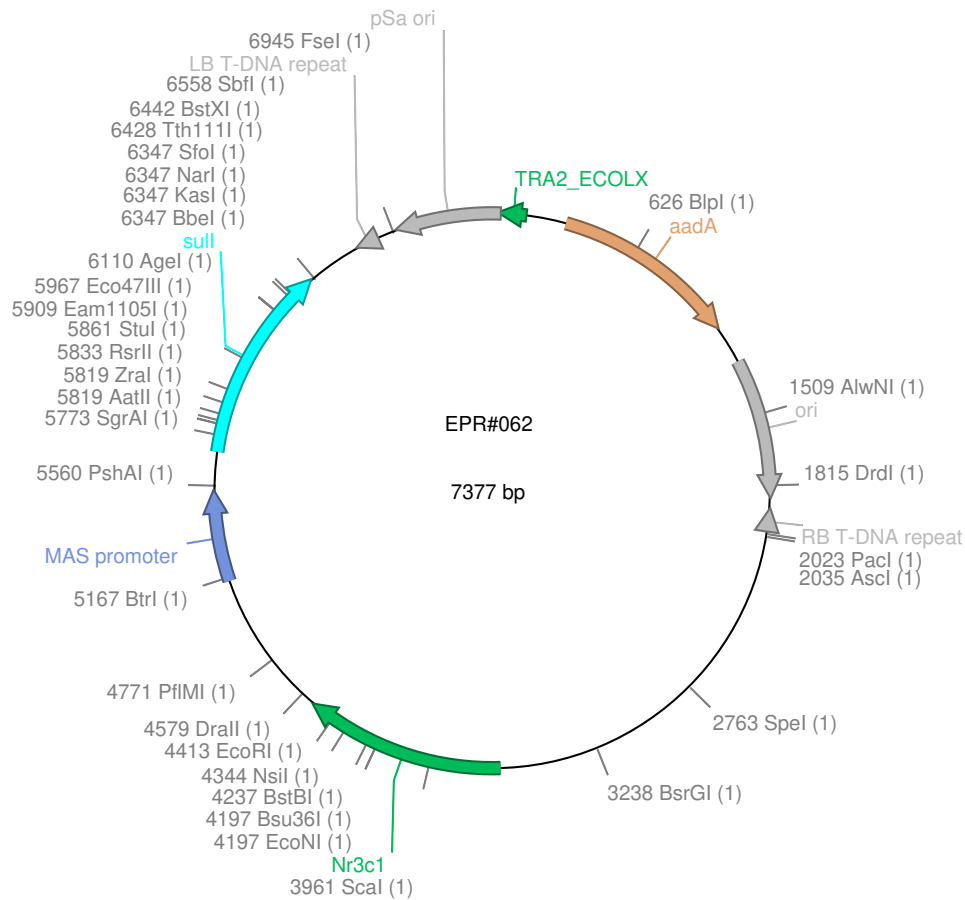 pSa ori
6945 FseI (1)
LB T-DNA repeat
6558 SbfI (1)
6442 BstXI (1)
6428 Tth111I (1)
6347 SfoI (1)
6347 NarI (1)
6347 KasI (1)
6347 BbeI (1)
sulI
6110 AgeI (1)
5967 Eco47III (1)
5909 Eam1105I (1)
5861 StuI (1)
5833 RsrII (1)
5819 ZraI (1)
5819 AatII (1)
5773 SgrAI (1)
5560 PshAI (1)
MAS promoter
5167 BtrI (1)
4771 PflMI (1)
4579 DraII (1)
4413 EcoRI (1)
4344 NsiI (1)
4237 BstBI (1)
4197 Bsu36I (1)
4197 EcoNI (1)
Nr3c1
3961 ScaI (1)
TRA2_ECOLX
626 BlpI (1)
aadA
1509 AlwNI (1)
ori
1815 DrdI (1)
RB T-DNA repeat
2023 PacI (1)
2035 AscI (1)
2763 SpeI (1)
3238 BsrGI (1)
EPR#062
7377 bp